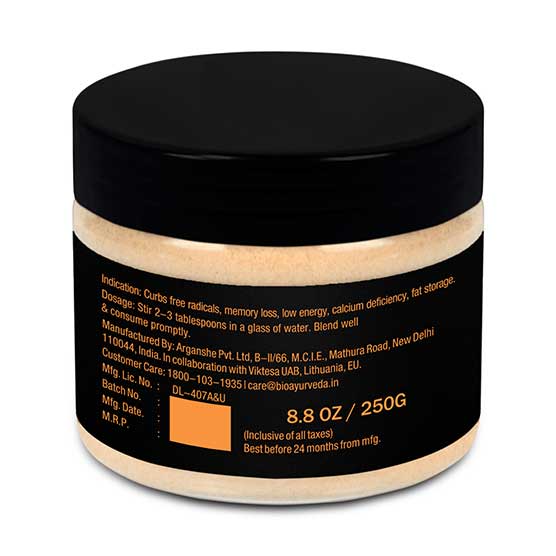 Indication: Curbs free radicals, memory loss, low energy, calcium deficiency, fat storage.
Dosage: Stir 2–3 tablespoons in a glass of water. Blend well
& consume promptly.
Manufactured By: Arganshe Pvt. Ltd, B–II/66, M.C.I.E., Mathura Road, New Delhi
110044, India. In collaboration with Viktesa UAB, Lithuania, EU.
Customer Care: 1800–103–1935 | care@bioayurveda.in
Mfg. Lic. No. : DL–407A&U
Batch No. :
Mfg. Date. :
M.R.P. :
8.8 OZ / 250G
(Inclusive of all taxes)
Best before 24 months from mfg.